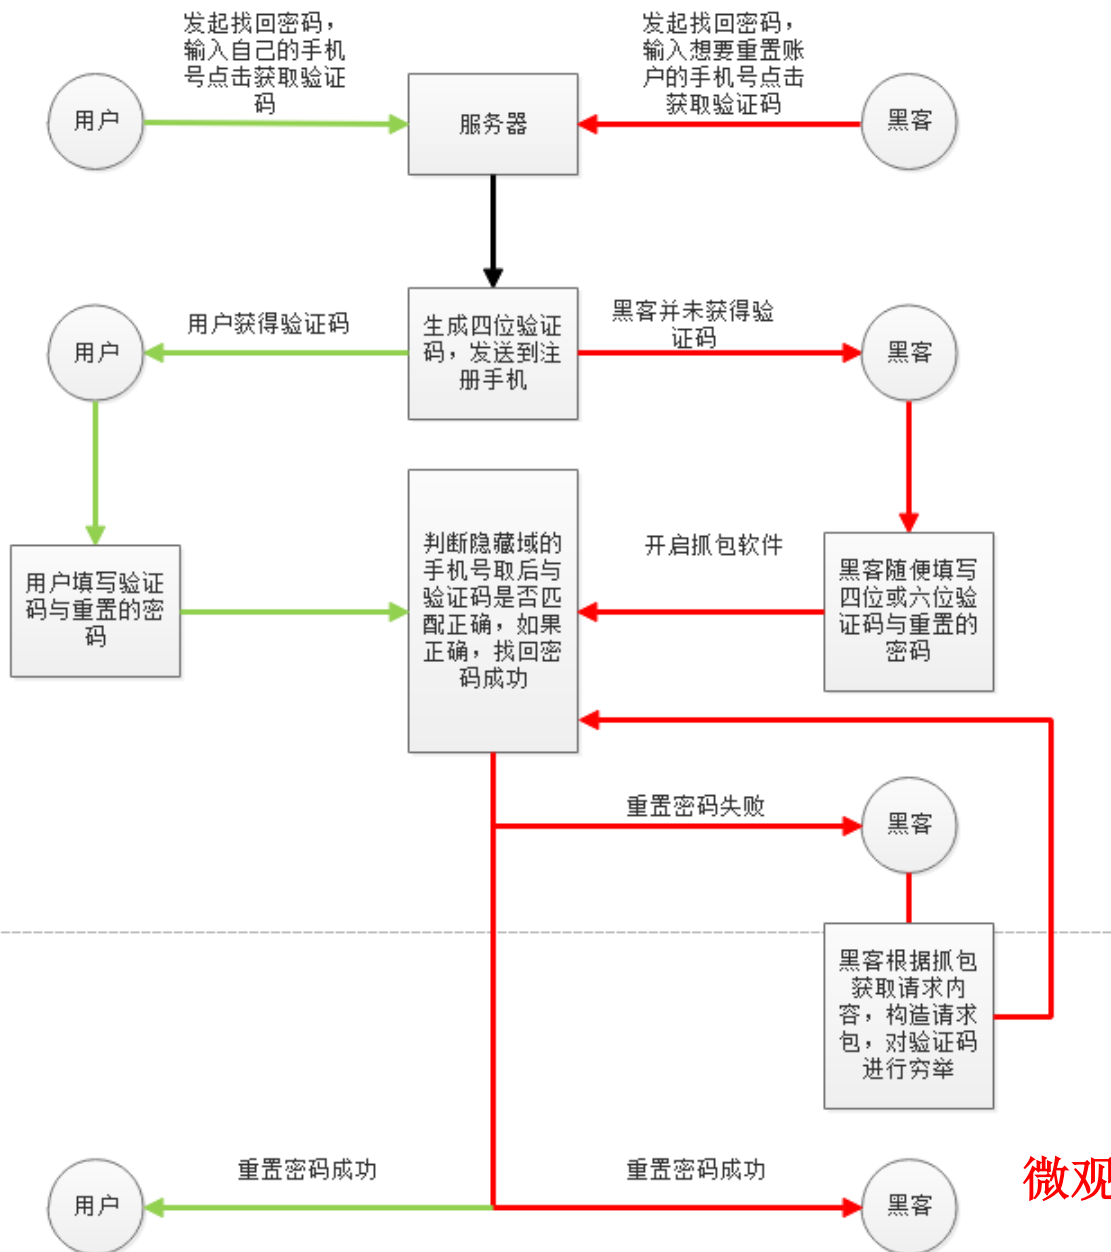 发起找回密码，
输入自己的手机
号点击获取验证
码
发起找回密码，
输入想要重置账
户的手机号点击
获取验证码
用户
服务器
黑客
用户获得验证码
黑客并未获得验
证码
用户
生成四位验证
码，发送到注
册手机
黑客
用户填写验证
码与重置的密
码
判断隐藏域的
手机号取后与
验证码是否匹
配正确，如果
正确，找回密
码成功
开启抓包软件
黑客随便填写
四位或六位验
证码与重置的
密码
重置密码失败
黑客
黑客根据抓包
获取请求内
容，构造请求
包，对验证码
进行穷举
重置密码成功
重置密码成功
用户
黑客
微观